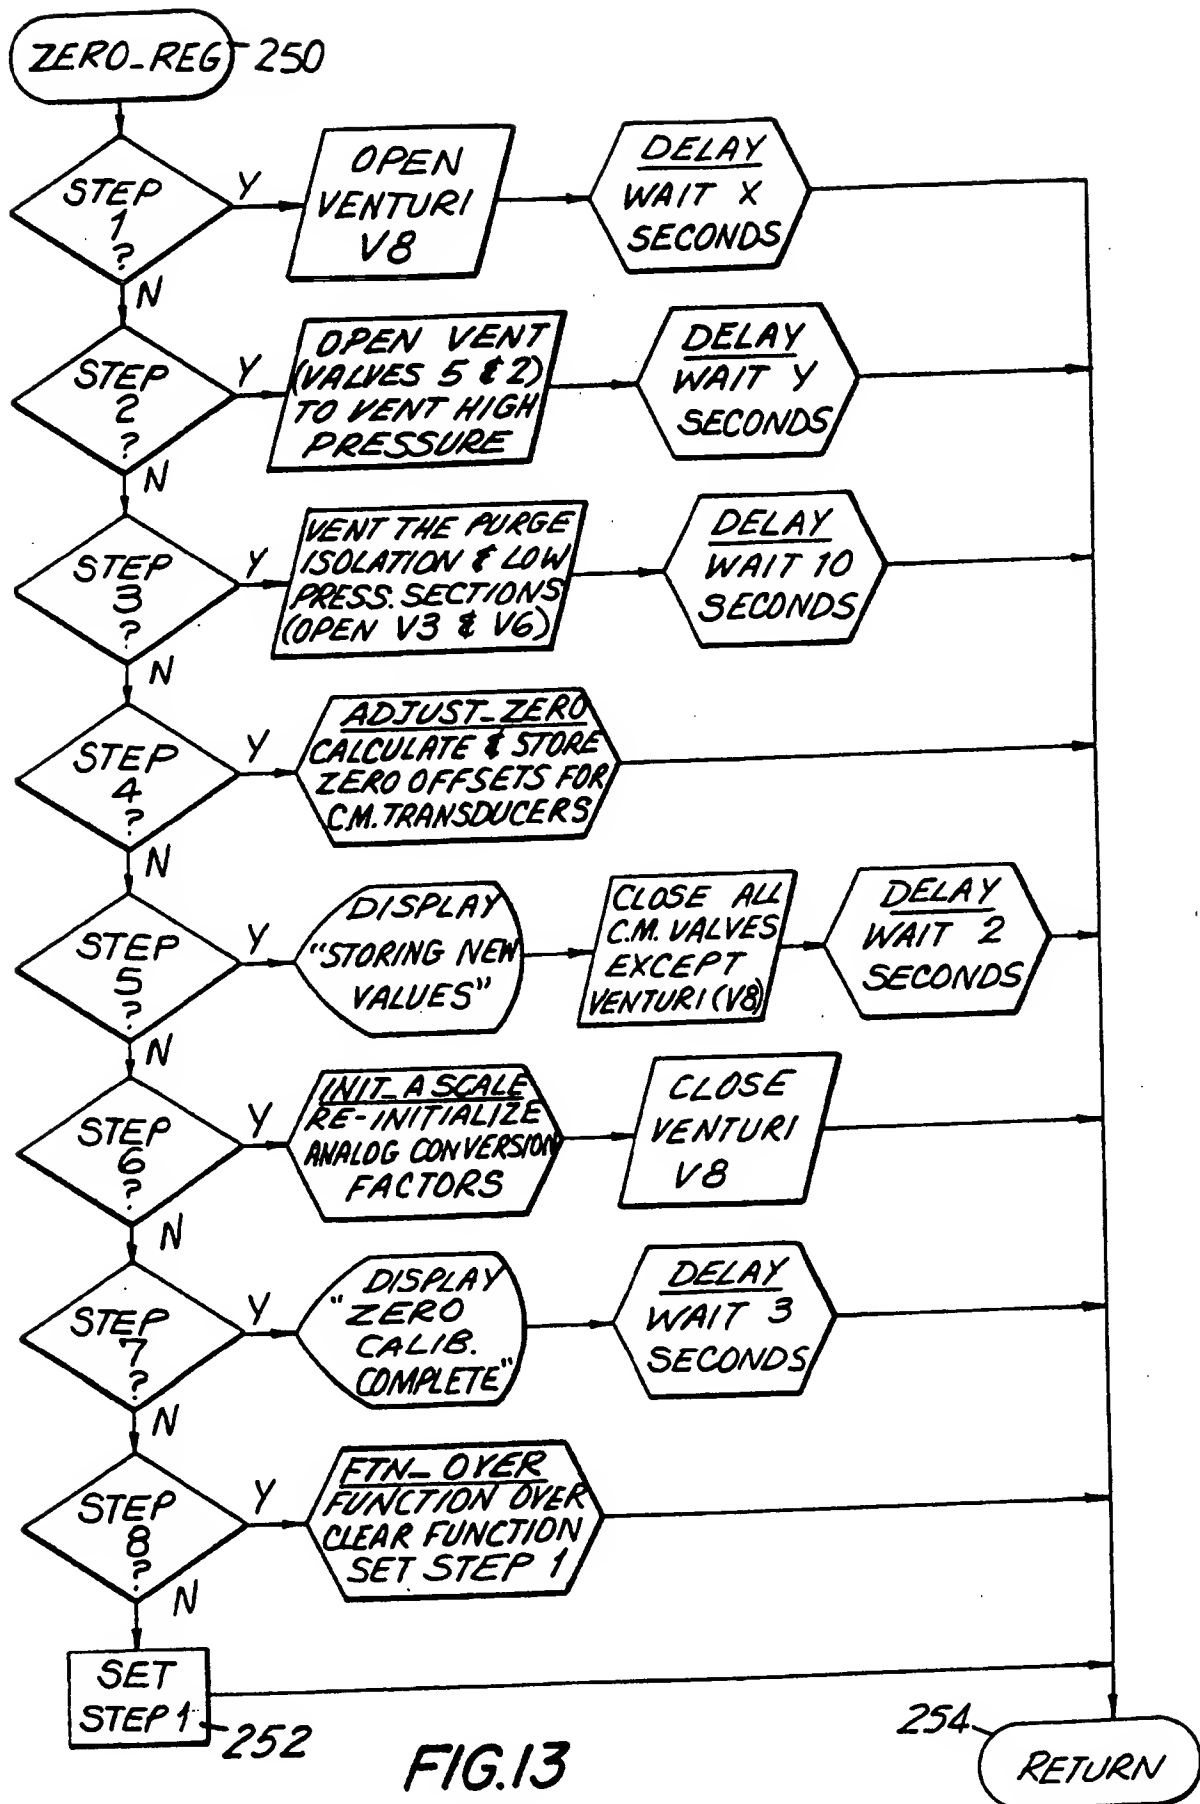 ZERO_REG 250
STEP
1
?
Y
N
OPEN
VENTURI
V8
DELAY
WAIT X
SECONDS
STEP
2
?
Y
N
OPEN VENT
(VALVES 5 & 2)
TO VENT HIGH
PRESSURE
DELAY
WAIT Y
SECONDS
STEP
3
?
Y
N
VENT THE PURGE
ISOLATION & LOW
PRESS. SECTIONS
(OPEN V3 & V6)
DELAY
WAIT 10
SECONDS
STEP
4
?
Y
N
ADJUST_ZERO
CALCULATE & STORE
ZERO OFFSETS FOR
C.M. TRANSDUCERS
STEP
5
?
Y
N
DISPLAY
"STORING NEW
VALUES"
CLOSE ALL
C.M. VALVES
EXCEPT
VENTURI (V8)
DELAY
WAIT 2
SECONDS
STEP
6
?
Y
N
INIT_A SCALE
RE-INITIALIZE
ANALOG CONVERSION
FACTORS
CLOSE
VENTURI
V8
STEP
7
?
Y
N
DISPLAY
"ZERO
CALIB.
COMPLETE"
DELAY
WAIT 3
SECONDS
STEP
8
?
Y
N
FTN_ OVER
FUNCTION OVER
CLEAR FUNCTION
SET STEP 1
SET
STEP 1
252
254
RETURN
FIG.13